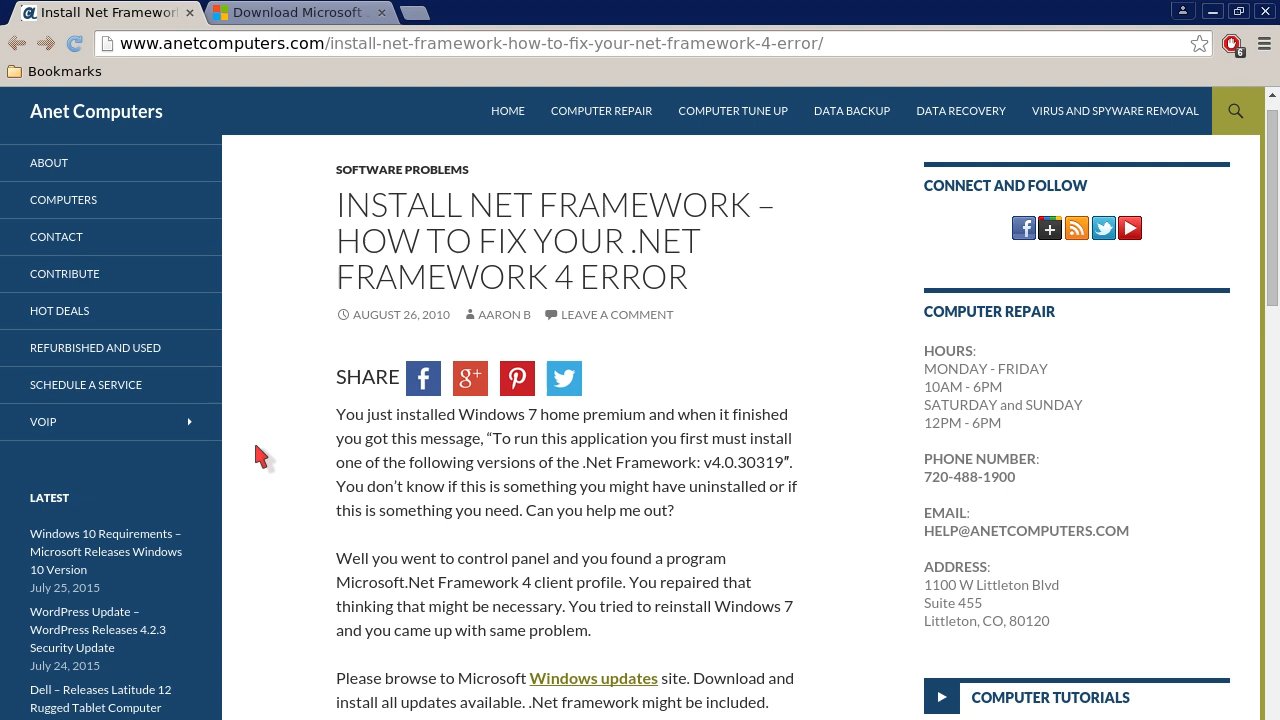 Install Net Framewor
Download Microsoft
www.anetcomputers.com/install-net-framework-how-to-fix-your-net-framework-4-error/
6
Bookmarks
Anet Computers
HOME
COMPUTER REPAIR
COMPUTER TUNE UP
DATA BACKUP
DATA RECOVERY
VIRUS AND SPYWARE REMOVAL
ABOUT
COMPUTERS
CONTACT
CONTRIBUTE
HOT DEALS
REFURBISHED AND USED
SCHEDULE A SERVICE
VOIP
LATEST
Windows 10 Requirements –
Microsoft Releases Windows
10 Version
July 25, 2015
WordPress Update –
WordPress Releases 4.2.3
Security Update
July 24, 2015
Dell – Releases Latitude 12
Rugged Tablet Computer
SOFTWARE PROBLEMS
INSTALL NET FRAMEWORK –
HOW TO FIX YOUR .NET
FRAMEWORK 4 ERROR
AUGUST 26, 2010 AARON B LEAVE A COMMENT
SHARE
You just installed Windows 7 home premium and when it finished
you got this message, “To run this application you first must install
one of the following versions of the .Net Framework: v4.0.30319″.
You don’t know if this is something you might have uninstalled or if
this is something you need. Can you help me out?
Well you went to control panel and you found a program
Microsoft.Net Framework 4 client profile. You repaired that
thinking that might be necessary. You tried to reinstall Windows 7
and you came up with same problem.
Please browse to Microsoft Windows updates site. Download and
install all updates available. .Net framework might be included.
CONNECT AND FOLLOW
COMPUTER REPAIR
HOURS:
MONDAY - FRIDAY
10AM - 6PM
SATURDAY and SUNDAY
12PM - 6PM
PHONE NUMBER:
720-488-1900
EMAIL:
HELP@ANETCOMPUTERS.COM
ADDRESS:
1100 W Littleton Blvd
Suite 455
Littleton, CO, 80120
COMPUTER TUTORIALS